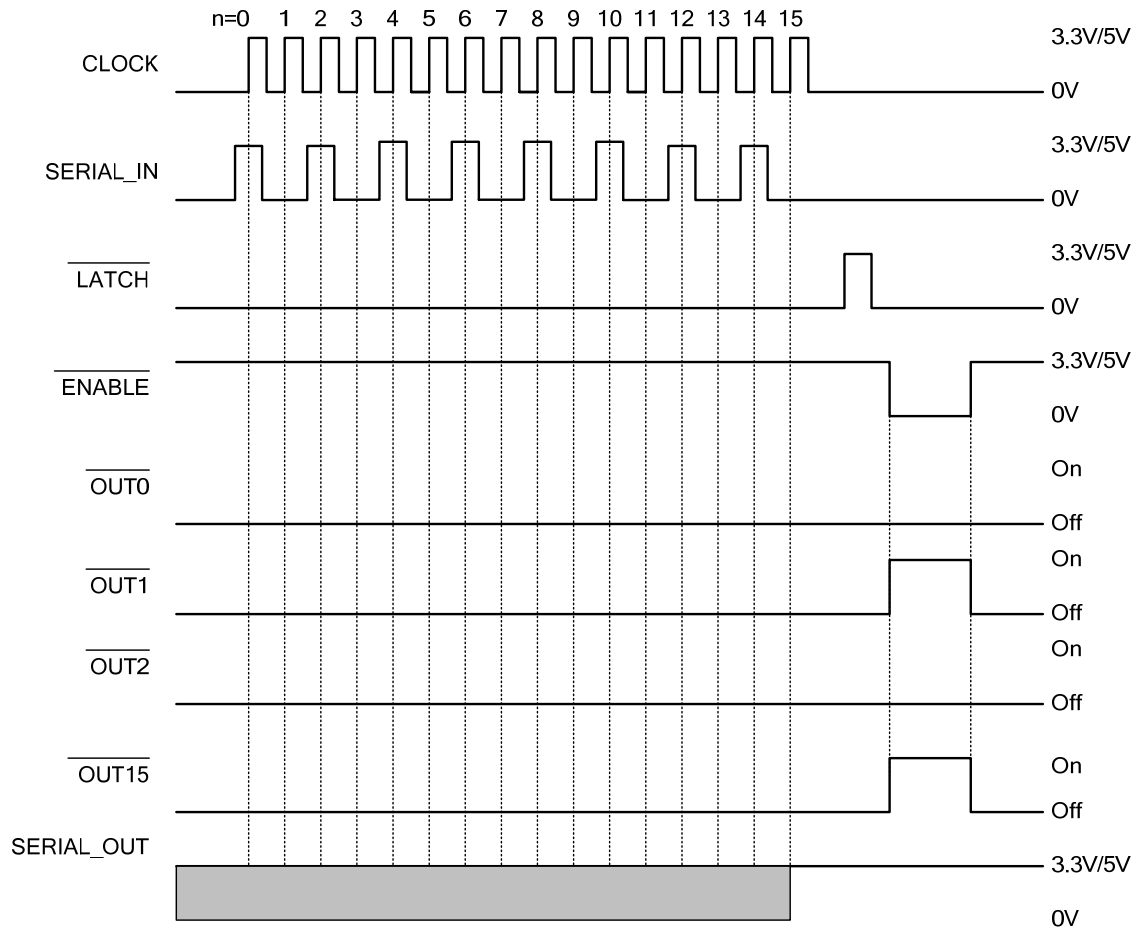 n=0 1 2 3 4 5 6 7 8 9 10 11 12 13 14 15
CLOCK
3.3V/5V
0V
SERIAL_IN
3.3V/5V
0V
LATCH
3.3V/5V
0V
ENABLE
3.3V/5V
0V
OUT0
On
Off
OUT1
On
Off
OUT2
On
Off
OUT15
On
Off
SERIAL_OUT
3.3V/5V
0V